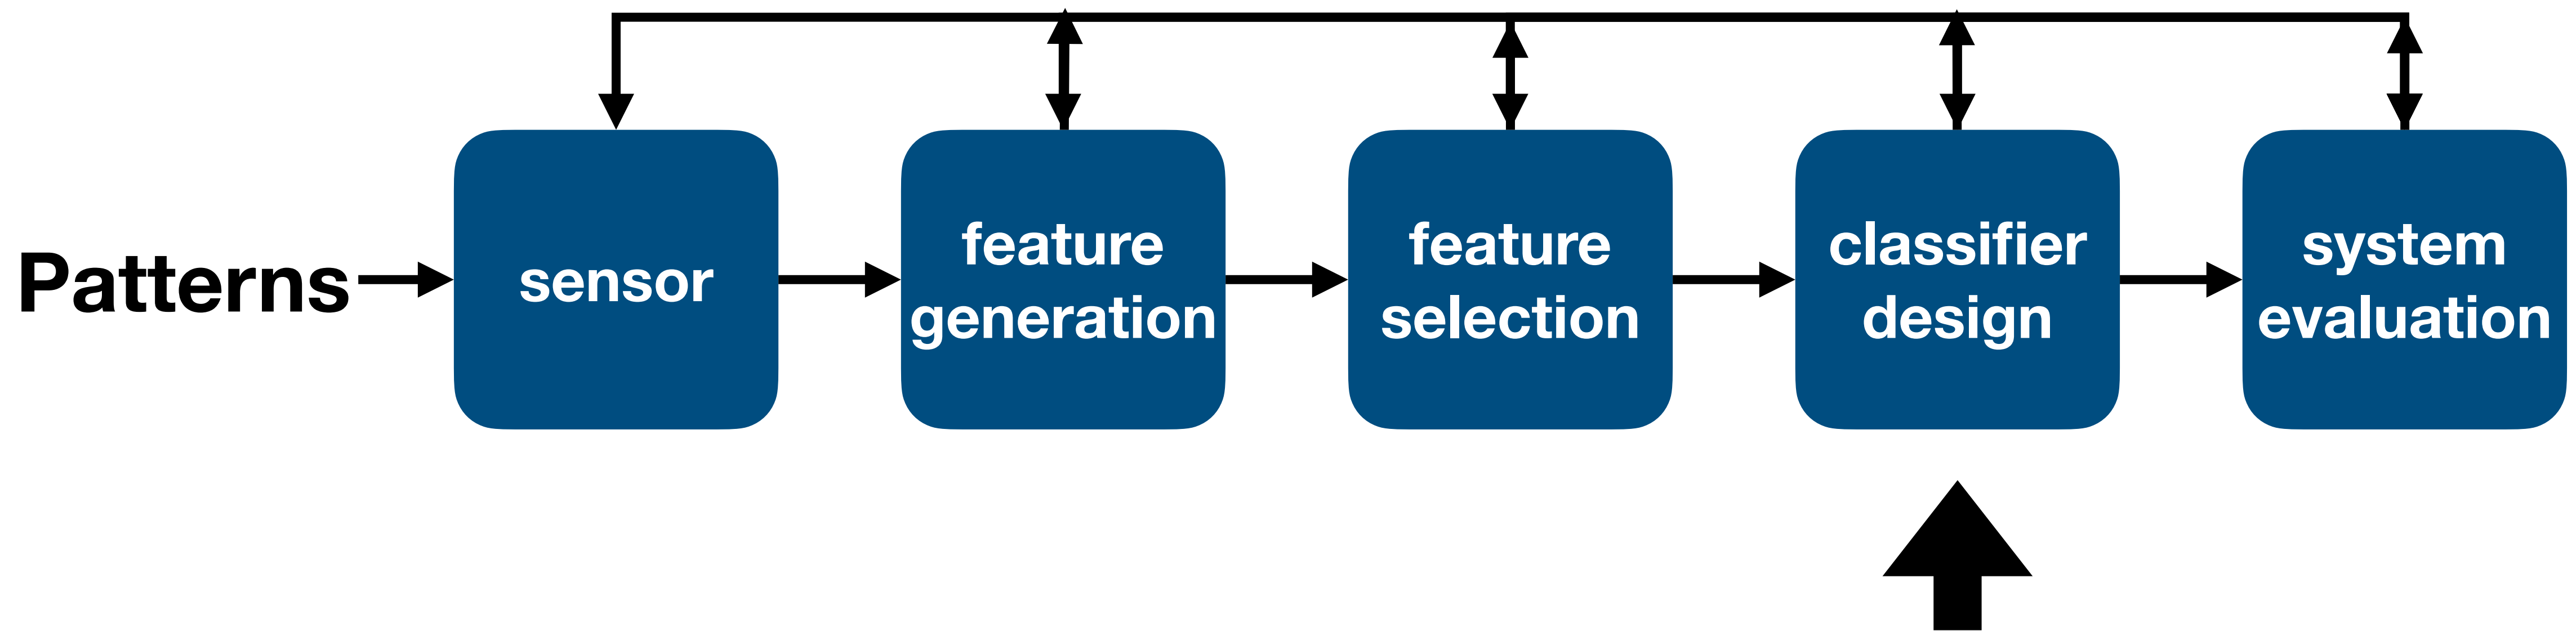 Patterns
sensor
feature
generation
feature
selection
classifier
design
system
evaluation